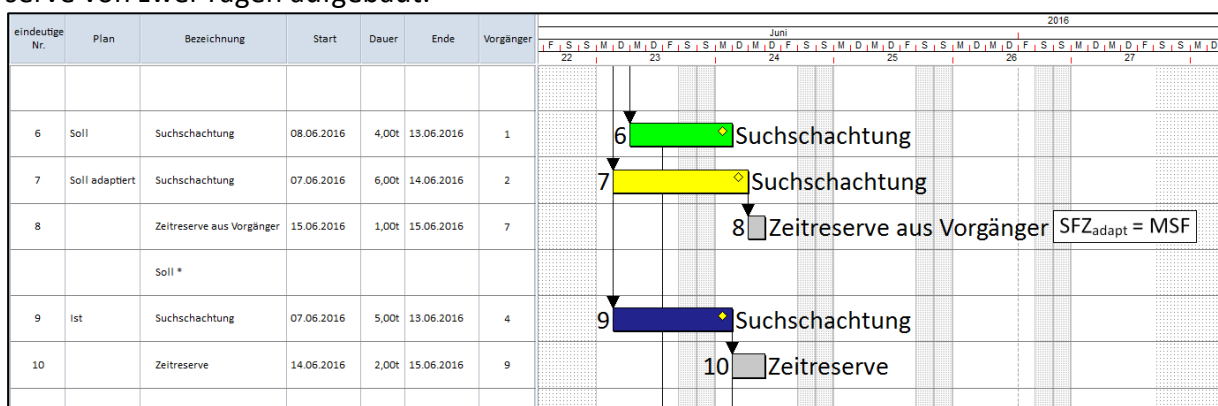 serve von zwei Tagen aufgebaut.
eindeutige Nr. Plan Bezeichnung Start Dauer Ende Vorgänger
2016
Juni
F S S M D M D F S S M D M D F S S M D M D F S S M D M D F S S M D M D F S S M D
22 23 24 25 26 27
6 Soll Suchschachtung 08.06.2016 4,00t 13.06.2016 1
6 Suchschachtung
7 Soll adaptiert Suchschachtung 07.06.2016 6,00t 14.06.2016 2
7 Suchschachtung
8 Zeitreserve aus Vorgänger 15.06.2016 1,00t 15.06.2016 7
8 Zeitreserve aus Vorgänger SFZadapt = MSF
Soll *
9 Ist Suchschachtung 07.06.2016 5,00t 13.06.2016 4
9 Suchschachtung
10 Zeitreserve 14.06.2016 2,00t 15.06.2016 9
10 Zeitreserve